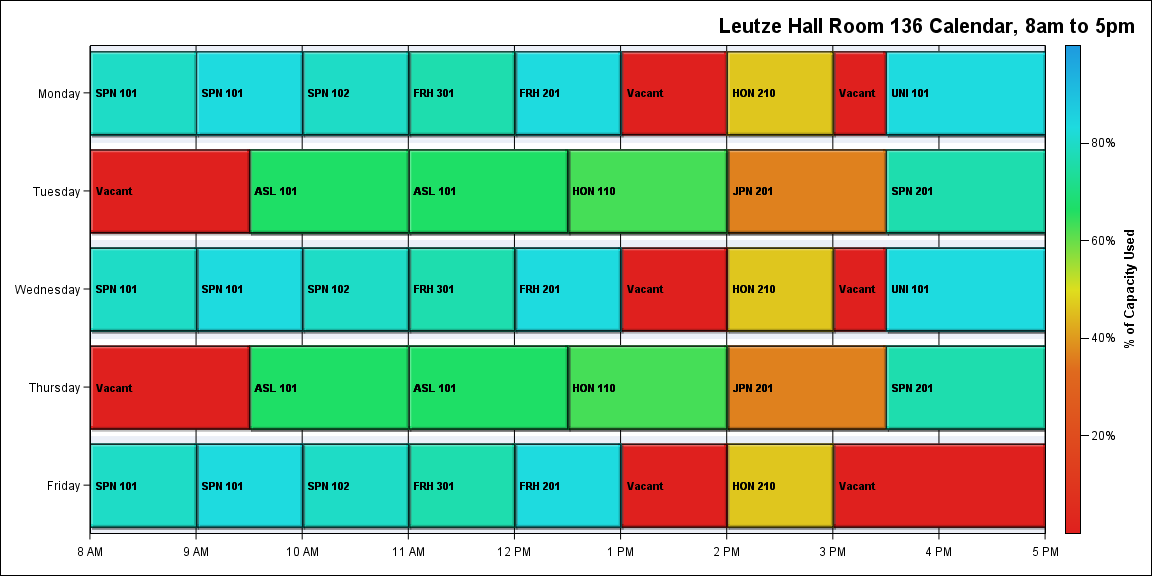 Leutze Hall Room 136 Calendar, 8am to 5pm
Monday
SPN 101
SPN 101
SPN 102
FRH 301
FRH 201
Vacant
HON 210
Vacant
UNI 101
Tuesday
Vacant
ASL 101
ASL 101
HON 110
JPN 201
SPN 201
Wednesday
SPN 101
SPN 101
SPN 102
FRH 301
FRH 201
Vacant
HON 210
Vacant
UNI 101
Thursday
Vacant
ASL 101
ASL 101
HON 110
JPN 201
SPN 201
Friday
SPN 101
SPN 101
SPN 102
FRH 301
FRH 201
Vacant
HON 210
Vacant
8 AM
9 AM
10 AM
11 AM
12 PM
1 PM
2 PM
3 PM
4 PM
5 PM
80%
60%
40%
20%
% of Capacity Used